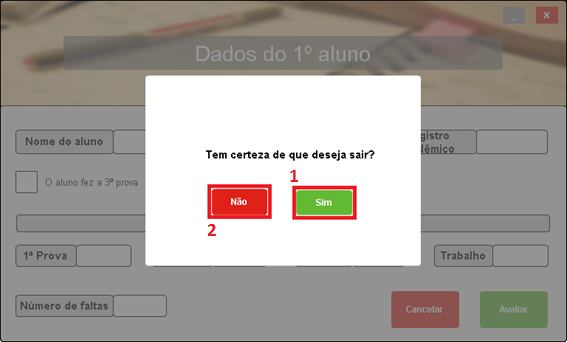 _ X
Dados do 1º aluno
Tem certeza de que deseja sair?
1
Não
Sim
2
Nome do aluno
gistro
dêmico
O aluno fez a 3ª prova
1ª Prova
Trabalho
Número de faltas
Cancelar
Avaliar